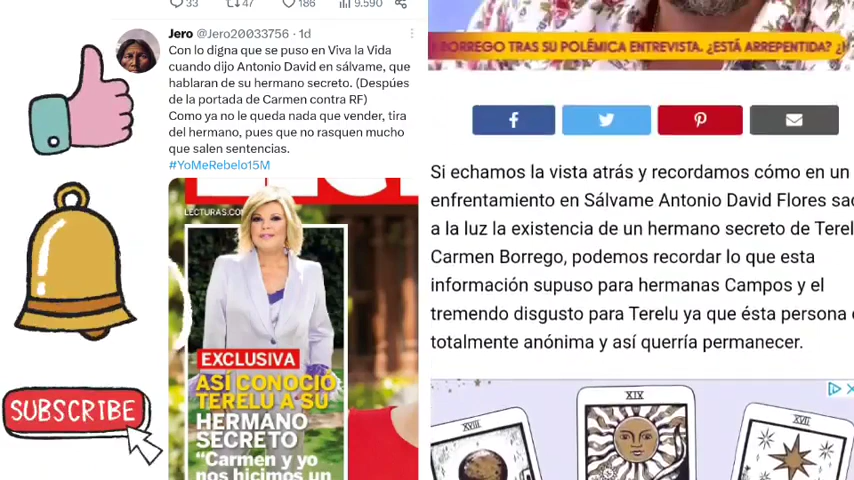 33 47 186 9.590
Jero @Jero20033756 · 1d
Con lo digna que se puso en Viva la Vida
cuando dijo Antonio David en sálvame, que
hablaran de su hermano secreto. (Despúes
de la portada de Carmen contra RF)
Como ya no le queda nada que vender, tira
del hermano, pues que no rasquen mucho
que salen sentencias.
#YoMeRebelo15M
LECTURAS.COM
EXCLUSIVA
ASÍ CONOCIÓ
TERELU A SU
HERMANO
SECRETO
"Carmen y yo
nos hicimos un
SUBSCRIBE
BORREGO TRAS SU POLÉMICA ENTREVISTA. ¿ESTÁ ARREPENTIDA?
Si echamos la vista atrás y recordamos cómo en un
enfrentamiento en Sálvame Antonio David Flores sac
a la luz la existencia de un hermano secreto de Terel
Carmen Borrego, podemos recordar lo que esta
información supuso para hermanas Campos y el
tremendo disgusto para Terelu ya que ésta persona
totalmente anónima y así querría permanecer.
XVIII
XIX
XVII